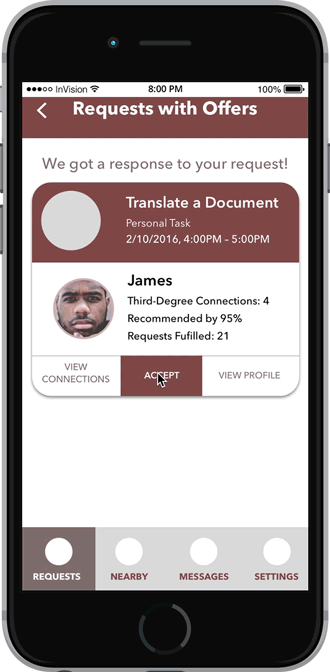 InVision 8:00 PM 100%
Requests with Offers
We got a response to your request!
Translate a Document
Personal Task
2/10/2016, 4:00PM – 5:00PM
James
Third-Degree Connections: 4
Recommended by 95%
Requests Fufilled: 21
VIEW
CONNECTIONS
ACCEPT
VIEW PROFILE
REQUESTS NEARBY MESSAGES SETTINGS